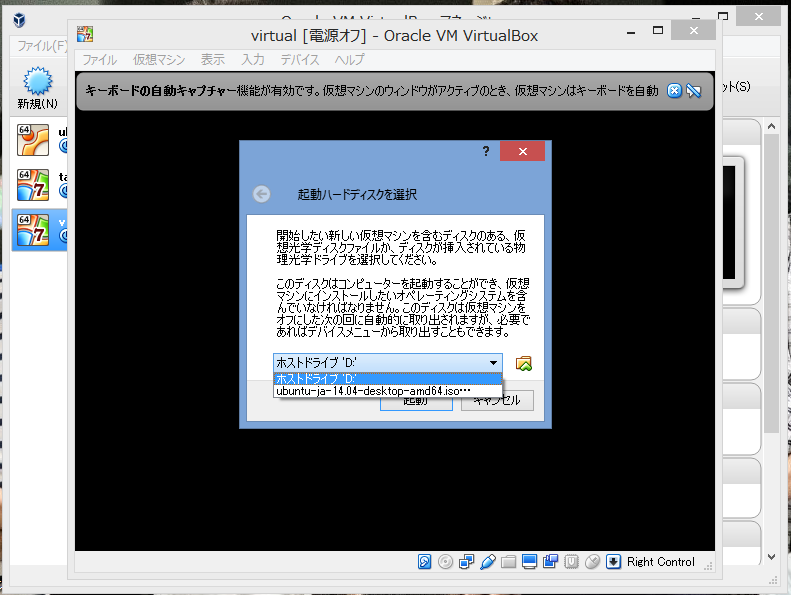 virtual [電源オフ] - Oracle VM VirtualBox
ファイル(F)
ファイル 仮想マシン 表示 入力 デバイス ヘルプ
新規(N)
キーボードの自動キャプチャー機能が有効です。仮想マシンのウィンドウがアクティブのとき、仮想マシンはキーボードを自動
ット(S)
64
64
64
起動ハードディスクを選択
開始したい新しい仮想マシンを含むディスクのある、仮
想光学ディスクファイルか、ディスクが挿入されている物
理光学ドライブを選択してください。
このディスクはコンピューターを起動することができ、仮想
マシンにインストールしたいオペレーティングシステムを含
んでいなければなりません。このディスクは仮想マシンを
オフにした次の回に自動的に取り出されますが、必要で
あればデバイスメニューから取り出すこともできます。
ホストドライブ 'D:'
ホストドライブ 'D:'
ubuntu-ja-14.04-desktop-amd64.iso…
起動 キャンセル
Right Control